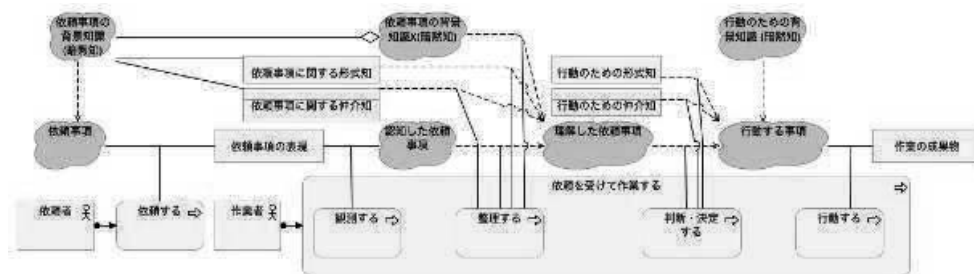 依頼事項の
背景知識
(暗黙知)
依頼事項の背景
知識X(暗黙知)
行動のための背
景知識 (暗黙知)
依頼事項に関する形式知
行動のための形式知
依頼事項に関する仲介知
行動のための仲介知
依頼事項
依頼事項の表現
認知した依頼
事項
理解した依頼事項
行動する事項
作業の成果物
依頼を受けて作業する
依頼者
依頼する
作業者
観測する
整理する
判断・決定
する
行動する